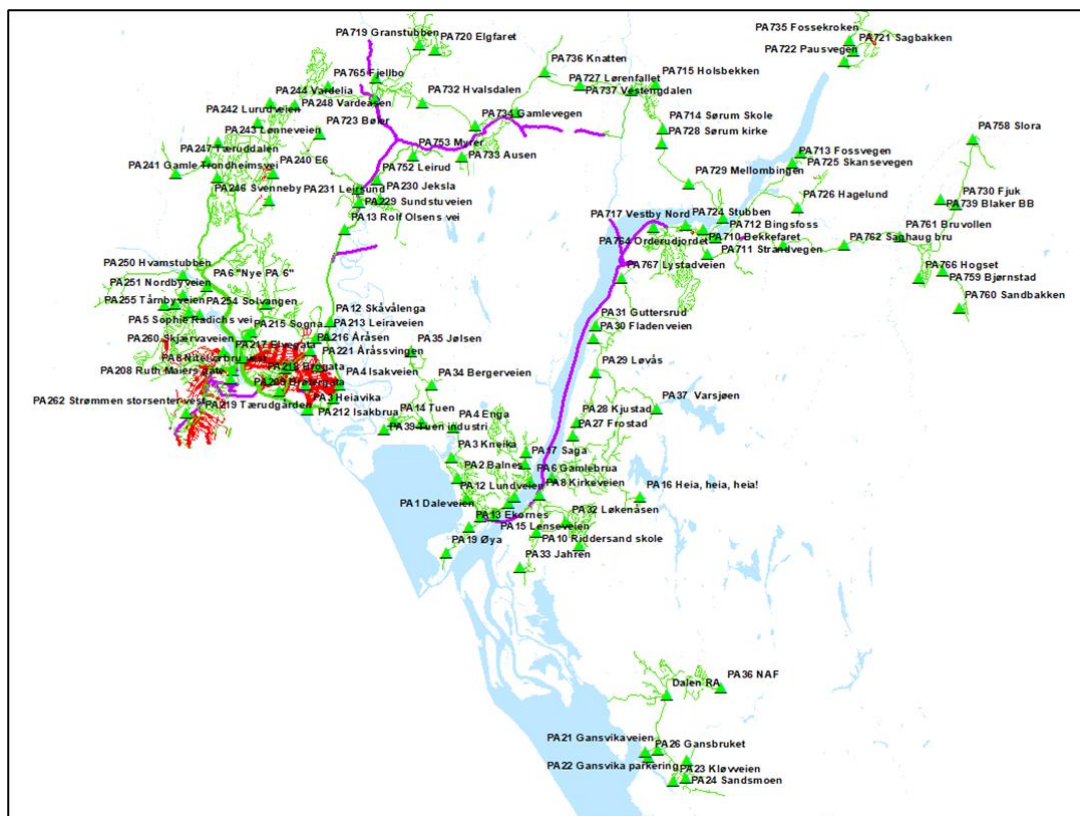 PA735 Fossekroken
PA719 Granstubben
PA720 Elgfaret
PA721 Sagbakken
PA722 Pausvegen
PA736 Knatten
PA765 Fjellbo
PA727 Lørenfallet
PA715 Holsbekken
PA244 Vardelia
PA732 Hvalsdalen
PA737 Vestengdalen
PA242 Lurudveien
PA248 Vardeåsen
PA734 Gamlevegen
PA714 Sørum Skole
PA723 Bøler
PA728 Sørum kirke
PA758 Slora
PA243 Lønneveien
PA247 Tæruddalen
PA753 Myrer
PA713 Fossvegen
PA241 Gamle Trondheimsvei
PA240 E6
PA752 Leirud
PA733 Ausen
PA725 Skansevegen
PA246 Svenneby
PA231 Leirsund
PA230 Jeksla
PA729 Mellombingen
PA726 Hagelund
PA730 Fjuk
PA229 Sundstuveien
PA739 Blaker BB
PA13 Rolf Olsens vei
PA717 Vestby Nord
PA724 Stubben
PA712 Bingsfoss
PA761 Bruvollen
PA764 Orderudjordet
PA710 Bekkefaret
PA762 Saghaug bru
PA711 Strandvegen
PA250 Hvamstubben
PA6 "Nye PA 6"
PA767 Lystadveien
PA766 Hogset
PA251 Nordbyveien
PA759 Bjørnstad
PA255 Tårnbyveien
PA254 Solvangen
PA760 Sandbakken
PA5 Sophie Radichs vei
PA12 Skåvålenga
PA215 Sogna
PA213 Leiraveien
PA31 Guttersrud
PA260 Skjærvaveien
PA217 Elvegata
PA216 Åråsen
PA35 Jølsen
PA30 Fladenveien
PA221 Åråssvingen
PA8 Nitelvarbru vest
PA29 Løvås
PA208 Ruth Maiers gate
PA218 Brogata
PA4 Isakveien
PA34 Bergerveien
PA209 Brøtergata
PA262 Strømmen storsenter vest
PA219 Tærudgården
PA3 Heiavika
PA37 Varsjøen
PA212 Isakbrua
PA14 Tuen
PA4 Enga
PA28 Kjustad
PA39 Tuen industri
PA27 Frostad
PA3 Kneika
PA17 Saga
PA2 Balnes
PA6 Gamlebrua
PA12 Lundveien
PA8 Kirkeveien
PA16 Heia, heia, heia!
PA1 Daleveien
PA13 Ekornes
PA32 Løkenåsen
PA15 Lenseveien
PA19 Øya
PA10 Riddersand skole
PA33 Jahren
PA36 NAF
Dalen RA
PA21 Gansvikaveien
PA26 Gansbruket
PA22 Gansvika parkering
PA23 Kløvveien
PA24 Sandsmoen